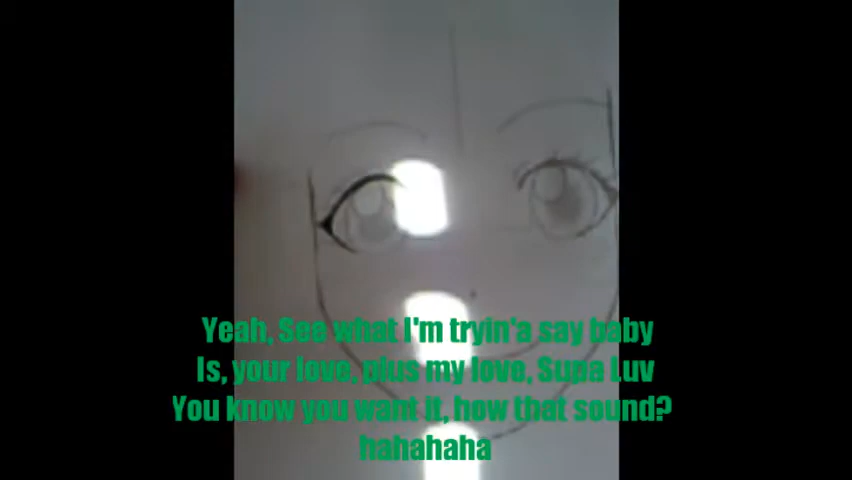 Yeah, See what I'm tryin'a say baby
Is, your love, plus my love, Supa Luv
You know you want it, how that sound?
hahahaha